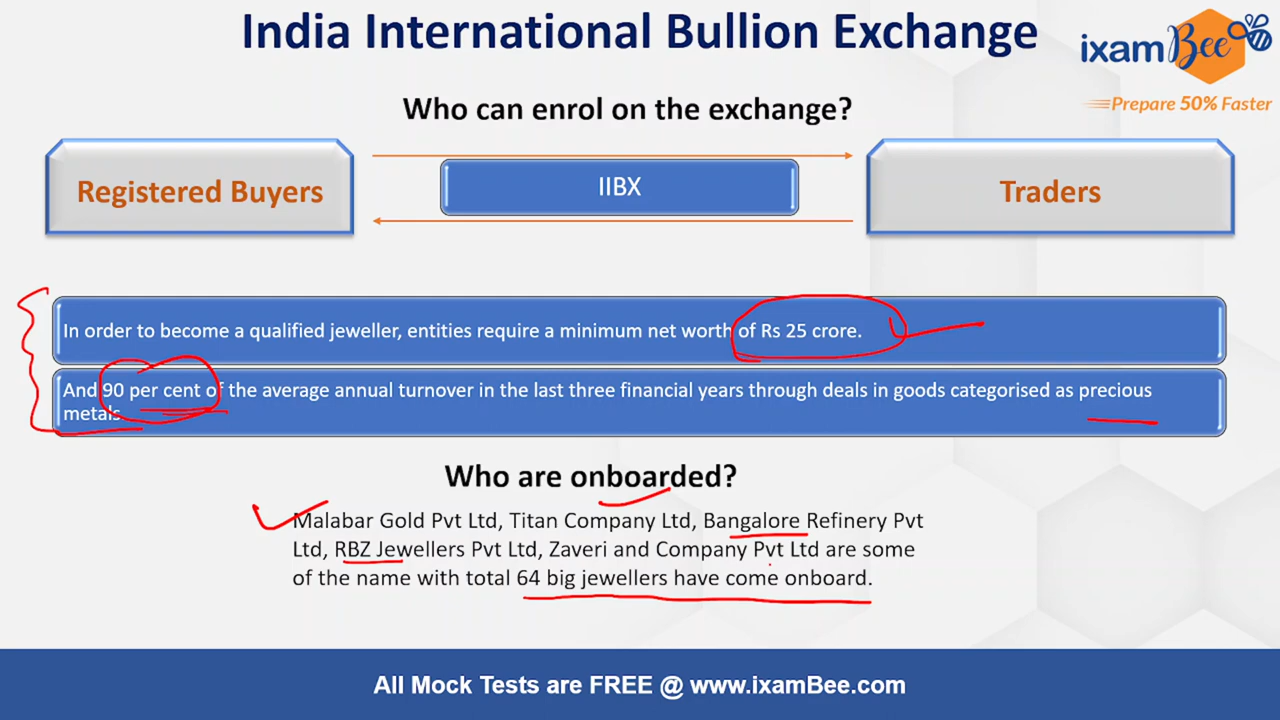 India International Bullion Exchange
ixamBee
Prepare 50% Faster
Who can enrol on the exchange?
Registered Buyers
IIBX
Traders
In order to become a qualified jeweller, entities require a minimum net worth of Rs 25 crore.
And 90 per cent of the average annual turnover in the last three financial years through deals in goods categorised as precious
metals.
Who are onboarded?
Malabar Gold Pvt Ltd, Titan Company Ltd, Bangalore Refinery Pvt
Ltd, RBZ Jewellers Pvt Ltd, Zaveri and Company Pvt Ltd are some
of the name with total 64 big jewellers have come onboard.
All Mock Tests are FREE @ www.ixamBee.com